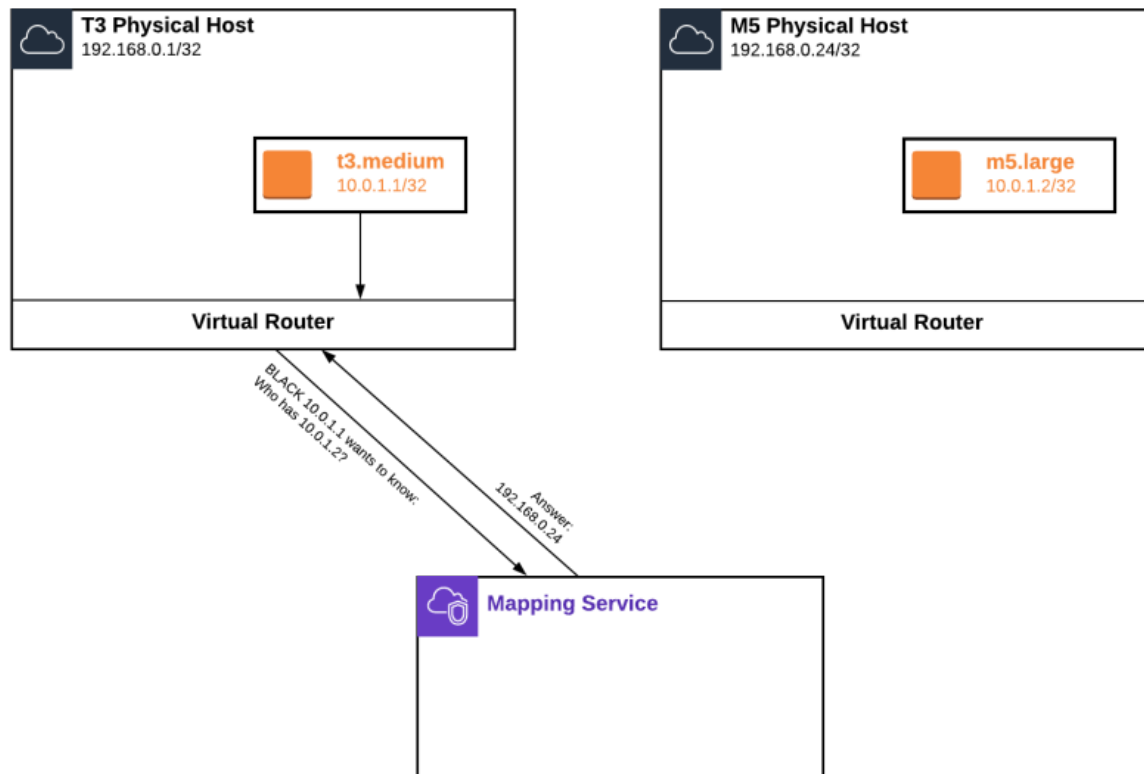 T3 Physical Host
192.168.0.1/32
t3.medium
10.0.1.1/32
Virtual Router
M5 Physical Host
192.168.0.24/32
m5.large
10.0.1.2/32
Virtual Router
BLACK 10.0.1.1 wants to know:
Who has 10.0.1.2?
Answer:
192.168.0.24
Mapping Service